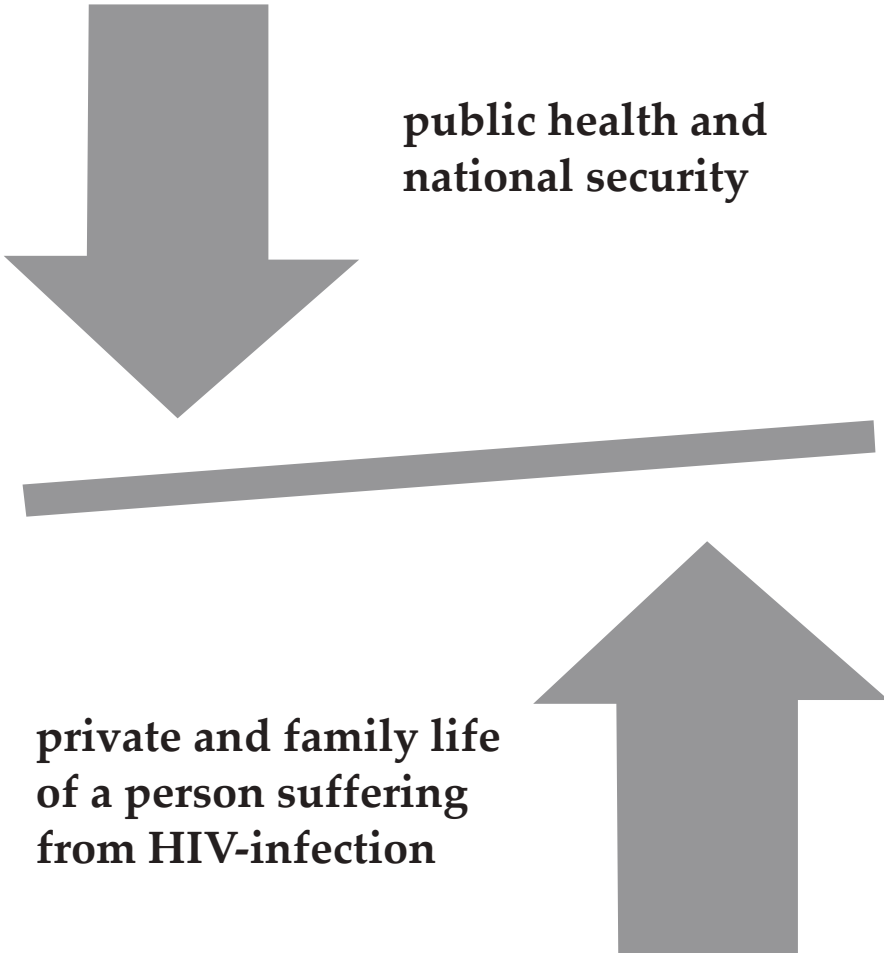 public health and
national security
private and family life
of a person suffering
from HIV-infection